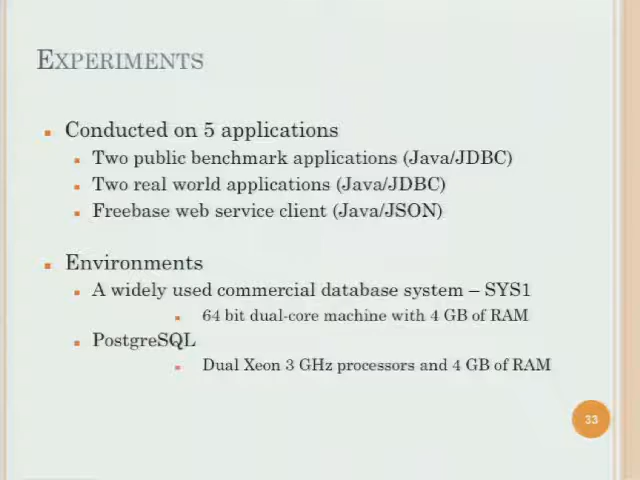 EXPERIMENTS
Conducted on 5 applications
Two public benchmark applications (Java/JDBC)
Two real world applications (Java/JDBC)
Freebase web service client (Java/JSON)
Environments
A widely used commercial database system – SYS1
64 bit dual-core machine with 4 GB of RAM
PostgreSQL
Dual Xeon 3 GHz processors and 4 GB of RAM
33